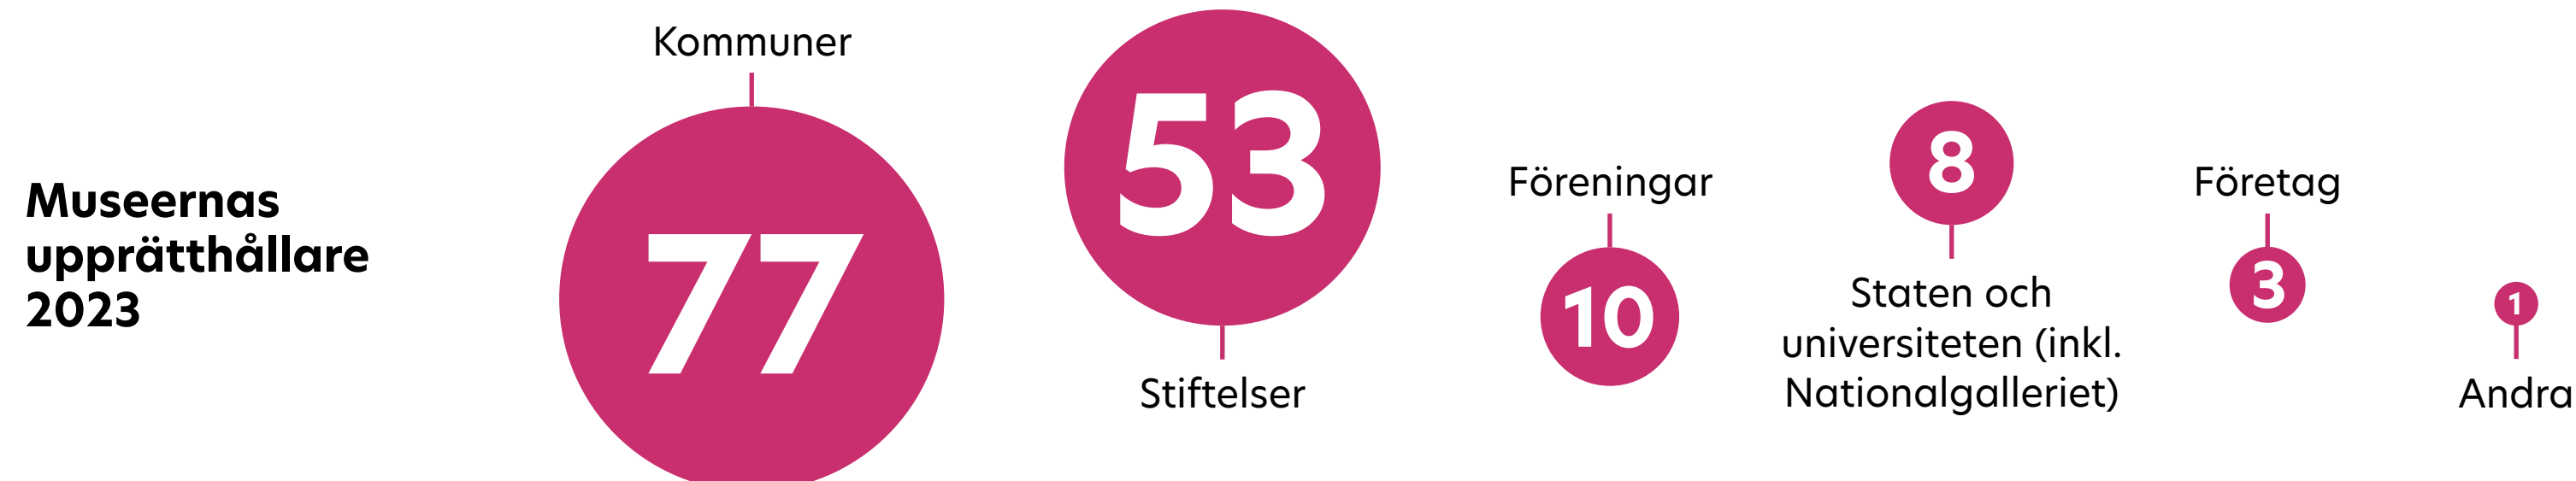 Museernas
upprätthållare
2023
Kommuner
77
53
Stiftelser
Föreningar
10
8
Staten och
universiteten (inkl.
Nationalgalleriet)
Företag
3
1
Andra